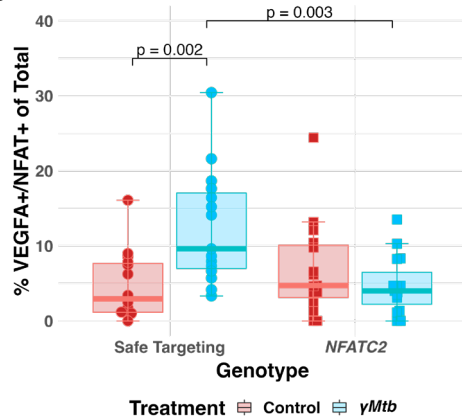 % VEGFA+/NFAT+ of Total
40
30
20
10
0
p = 0.003
p = 0.002
Safe Targeting
NFATC2
Genotype
Treatment Control γMtb